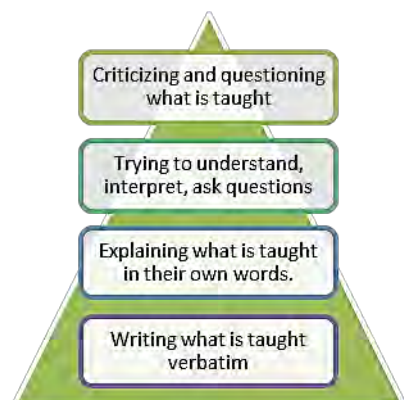 Criticizing and questioning
what is taught
Trying to understand,
interpret, ask questions
Explaining what is taught
in their own words.
Writing what is taught
verbatim